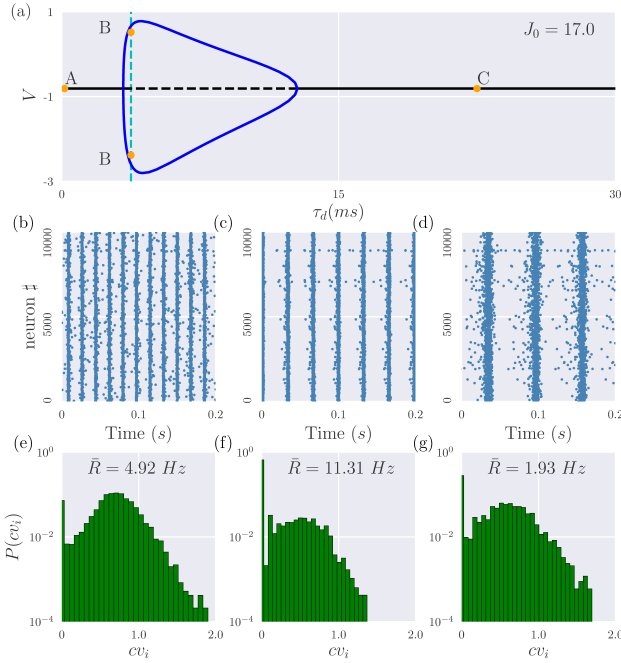 (a)
1
J₀ = 17.0
B
A
C
V
-1
B
-3
0
15
30
τ_d(ms)
(b)
(c)
(d)
neuron ♯
10000
5000
0
10000
5000
0
10000
5000
0
0
0.1
0.2
0
0.1
0.2
0
0.1
0.2
Time (s)
Time (s)
Time (s)
(e)
(f)
(g)
10⁰
R̄ = 4.92 Hz
10⁰
R̄ = 11.31 Hz
10⁰
R̄ = 1.93 Hz
P(cv_i)
10⁻²
10⁻²
10⁻²
10⁻⁴
10⁻⁴
10⁻⁴
0
1.0
2.0
0
1.0
2.0
0
1.0
2.0
cv_i
cv_i
cv_i